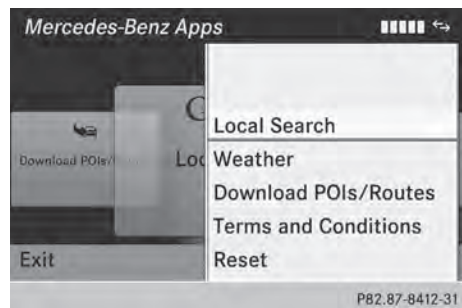 Mercedes-Benz Apps
G
Local Search
Download POIs/
Loc
Weather
Download POIs/Routes
Terms and Conditions
Exit
Reset
P82.87-8412-31